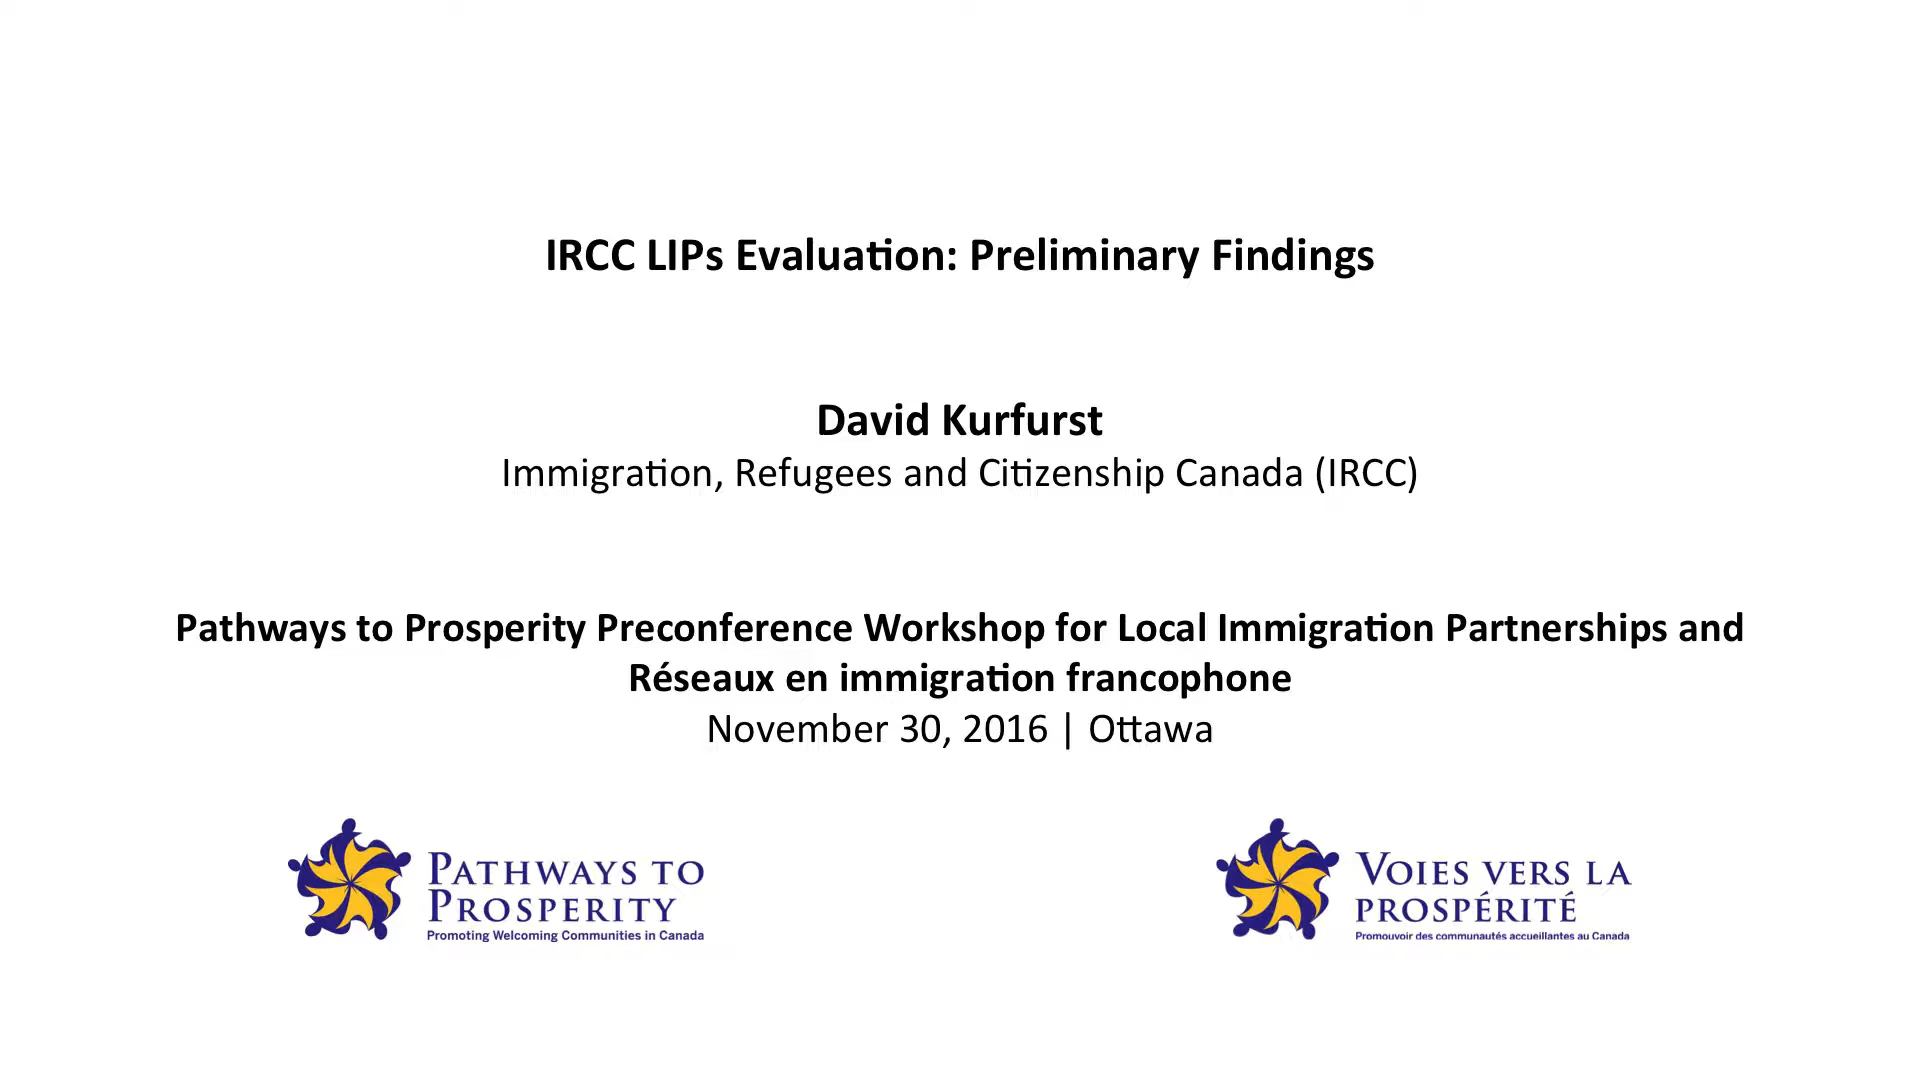 IRCC LIPs Evaluation: Preliminary Findings
David Kurfurst
Immigration, Refugees and Citizenship Canada (IRCC)
Pathways to Prosperity Preconference Workshop for Local Immigration Partnerships and
Réseaux en immigration francophone
November 30, 2016 | Ottawa
PATHWAYS TO
PROSPERITY
Promoting Welcoming Communities in Canada
VOIES VERS LA
PROSPÉRITÉ
Promouvoir des communautés accueillantes au Canada